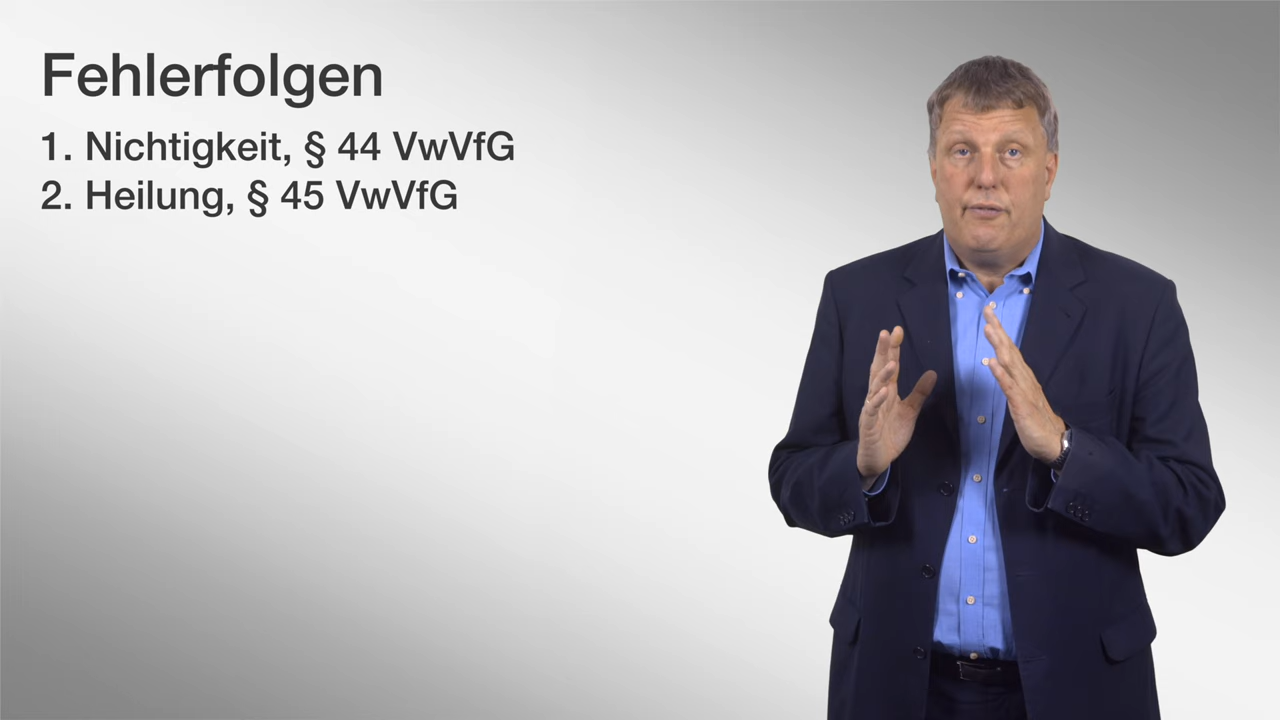 Fehlerfolgen
1. Nichtigkeit, § 44 VwVfG
2. Heilung, § 45 VwVfG